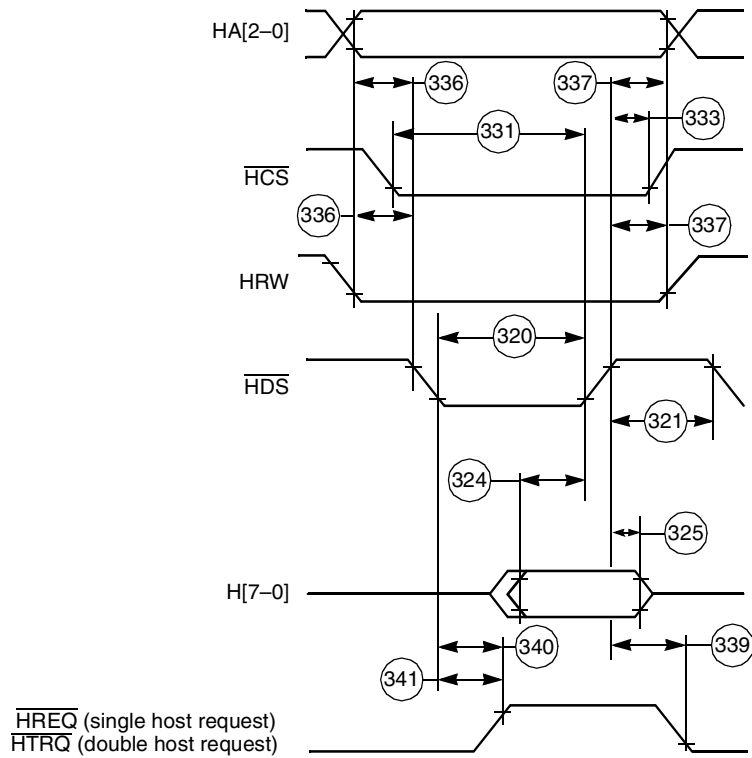 HA[2–0]
336
337
333
331
HCS
336
337
HRW
320
HDS
321
324
325
H[7–0]
340
339
341
HREQ (single host request)
HTRQ (double host request)